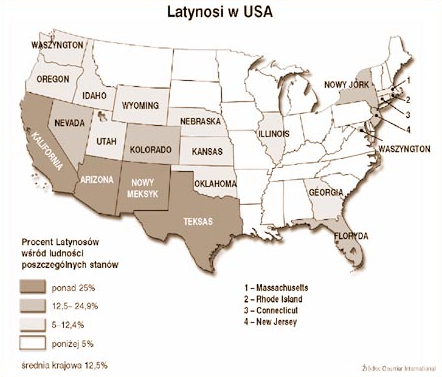 Latynosi w USA
WASZYNGTON
OREGON
IDAHO
WYOMING
NEVADA
UTAH
KOLORADO
NEBRASKA
KANSAS
ILLINOIS
NOWY JORK
1
2
3
4
WASZYNGTON
KALIFORNIA
ARIZONA
NOWY
MEKSYK
OKLAHOMA
TEKSAS
GEORGIA
FLORYDA
Procent Latynosów
wśród ludności
poszczególnych stanów
ponad 25%
12,5– 24,9%
5–12,4%
poniżej 5%
średnia krajowa 12,5%
1 – Massachusetts
2 – Rhode Island
3 – Connecticut
4 – New Jersey
Źródło: Courrier International